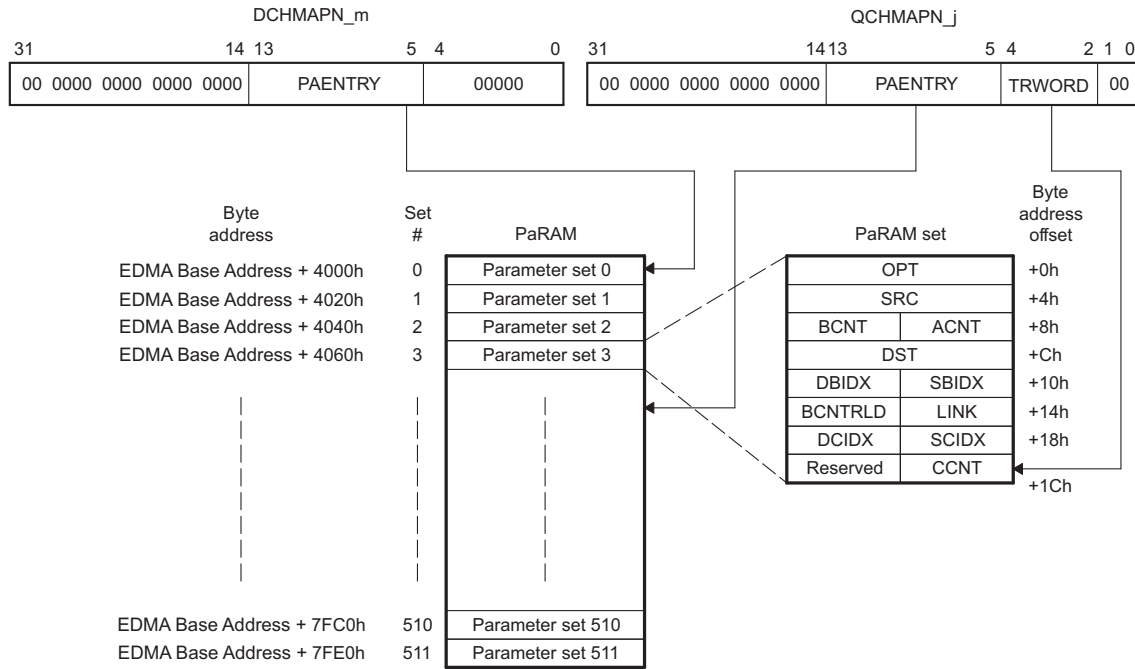 DCHMAPN_m QCHMAPN_j
31 14 13 5 4 0 31 14 13 5 4 2 1 0
00 0000 0000 0000 0000 PAENTRY 00000 00 0000 0000 0000 0000 PAENTRY TRWORD 00
Byte address Set # PaRAM PaRAM set Byte address offset
EDMA Base Address + 4000h 0 Parameter set 0 OPT +0h
EDMA Base Address + 4020h 1 Parameter set 1 SRC +4h
EDMA Base Address + 4040h 2 Parameter set 2 BCNT ACNT +8h
EDMA Base Address + 4060h 3 Parameter set 3 DST +Ch
DBIDX SBIDX +10h
BCNTRLD LINK +14h
DCIDX SCIDX +18h
Reserved CCNT +1Ch
EDMA Base Address + 7FC0h 510 Parameter set 510
EDMA Base Address + 7FE0h 511 Parameter set 511